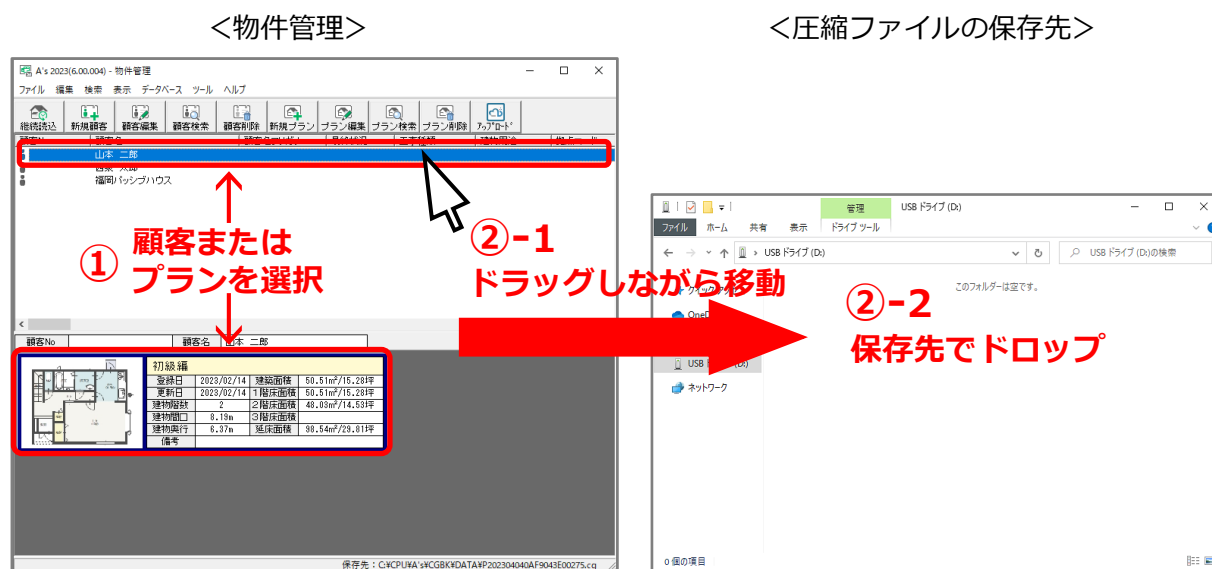 ＜物件管理＞
＜圧縮ファイルの保存先＞
A's 2023(6.00.004) - 物件管理
ファイル 編集 検索 表示 データベース ツール ヘルプ
継続読込 新規顧客 顧客編集 顧客検索 顧客削除 新規プラン プラン編集 プラン検索 プラン削除 ｱｯﾌﾟﾛｰﾄﾞ
山本 二郎
福岡パッシブハウス
① 顧客または
プランを選択
②-1
ドラッグしながら移動
顧客No 顧客名 山本 二郎
初級編
登録日 2023/02/14 建築面積 50.51m²/15.28坪
更新日 2023/02/14 1階床面積 50.51m²/15.28坪
建物階数 2 2階床面積 48.03m²/14.53坪
建物間口 8.19m 3階床面積
建物奥行 6.37m 延床面積 98.54m²/29.81坪
備考
保存先：C:¥CPU¥A's¥CGBK¥DATA¥P202304040AF9043E00275.cg
管理 USB ドライブ (D:)
ファイル ホーム 共有 表示 ドライブ ツール
USB ドライブ (D:)
USB ドライブ (D:)の検索
このフォルダーは空です。
②-2
保存先でドロップ
ネットワーク
0 個の項目